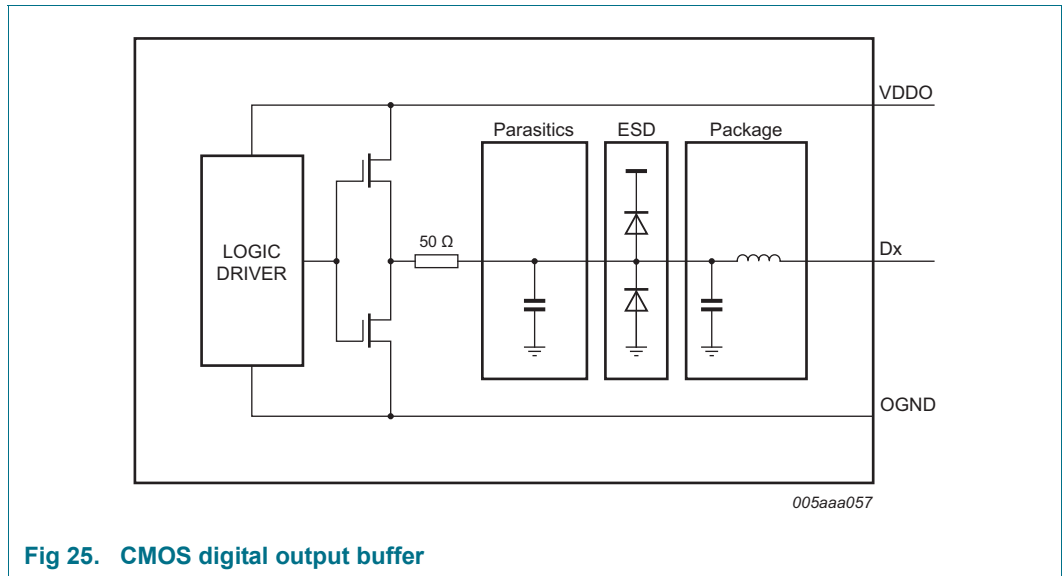 VDDO
Parasitics
ESD
Package
LOGIC
DRIVER
50 Ω
Dx
OGND
005aaa057
Fig 25. CMOS digital output buffer